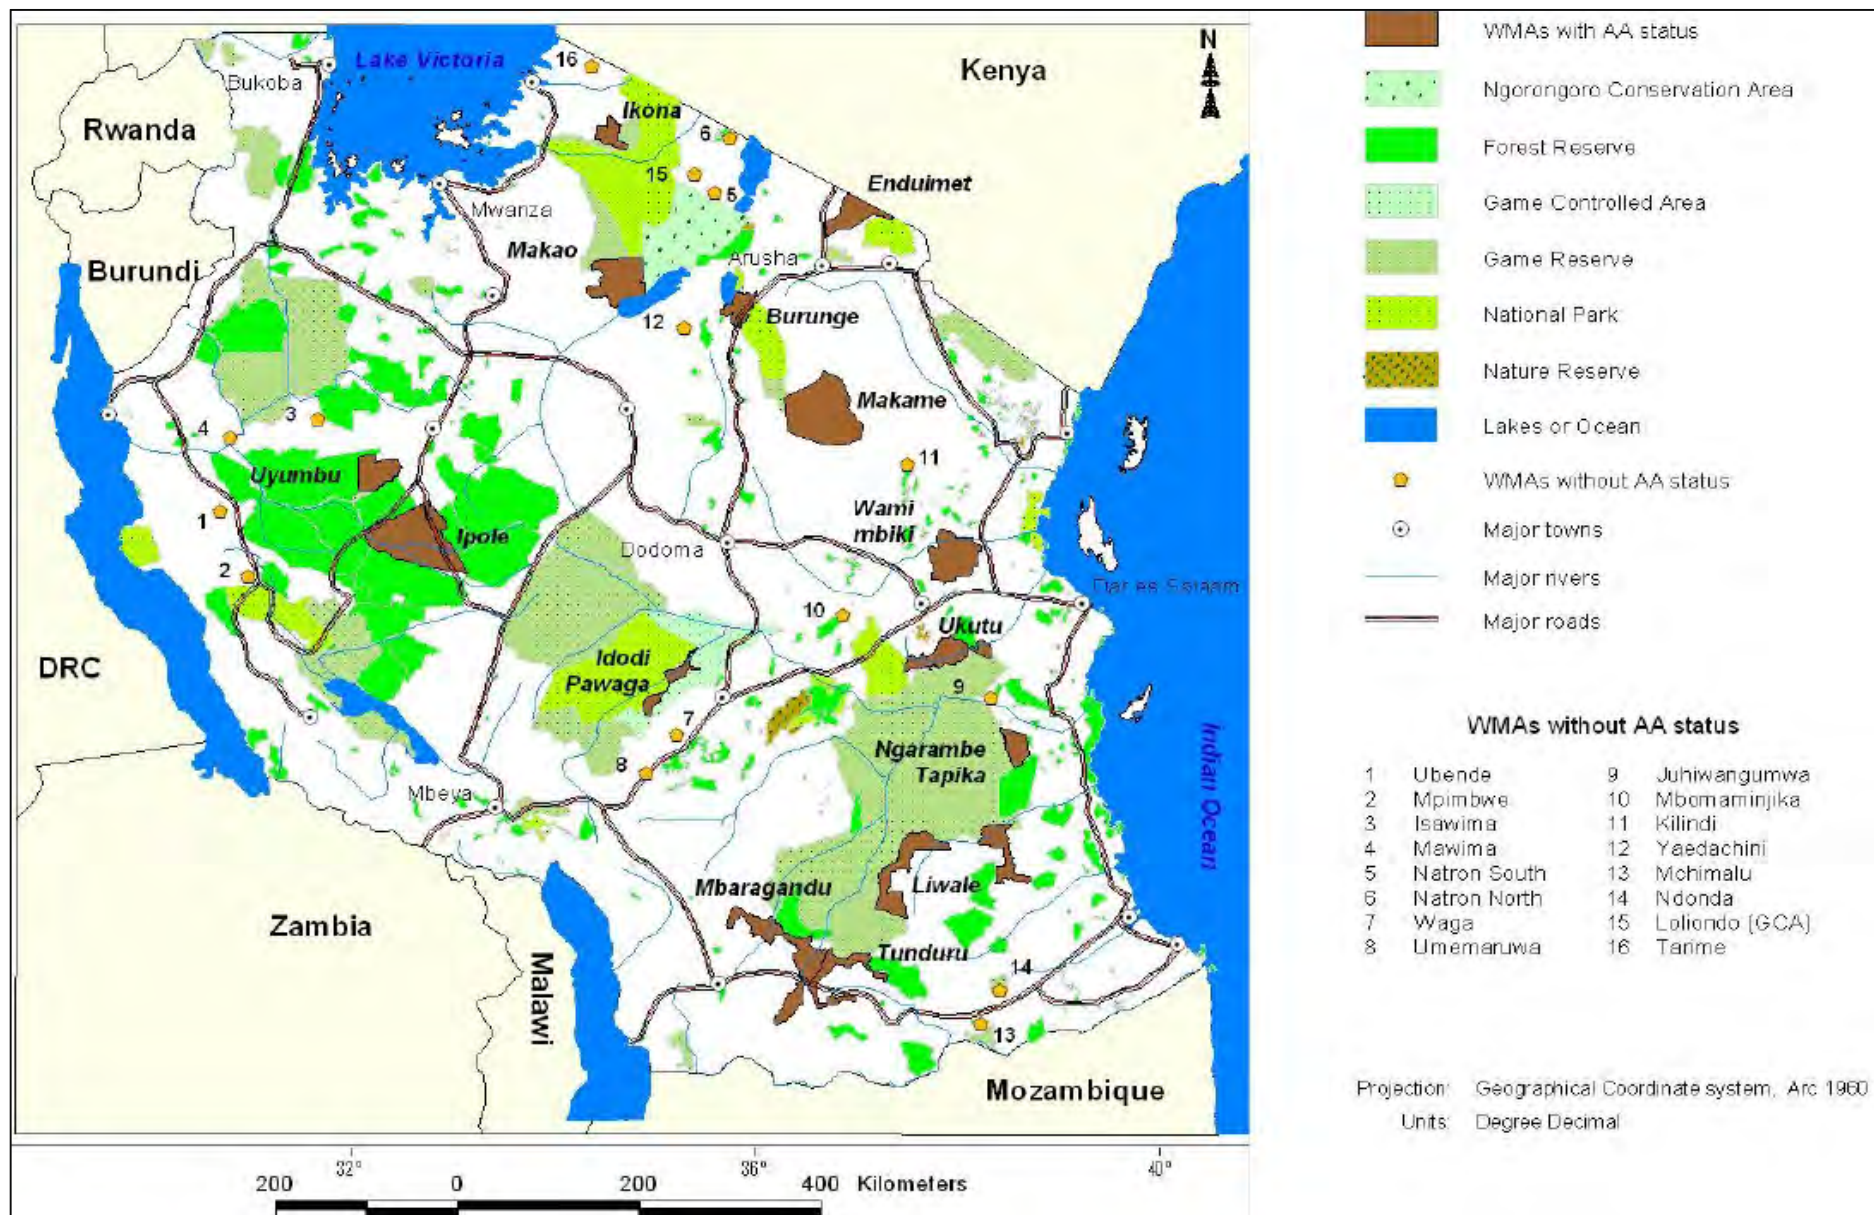 N
Lake Victoria
16
Kenya
Bukoba
Ikona
Rwanda
6
15
5
Enduimet
Mwanza
Makao
Arusha
Burundi
12
Burunge
Makame
3
4
11
Uyumbu
Wami
mbiki
1
Ipole
Dodoma
2
10
Dar es Salaam
Ukutu
DRC
Idodi
Pawaga
9
7
Ngarambe
Tapika
8
Indian Ocean
Mbeya
Mbaragandu
Liwale
Zambia
Tunduru
14
Malawi
13
Mozambique
32°
36°
40°
200
0
200
400
Kilometers
WMAs with AA status
Ngorongoro Conservation Area
Forest Reserve
Game Controlled Area
Game Reserve
National Park
Nature Reserve
Lakes or Ocean
WMAs without AA status
Major towns
Major rivers
Major roads
WMAs without AA status
1 Ubende
2 Mpimbwe
3 Isawima
4 Mawima
5 Natron South
6 Natron North
7 Waga
8 Umemaruwa
9 Juhiwangumwa
10 Mbomaminjika
11 Kilindi
12 Yaedachini
13 Mchimalu
14 Ndonda
15 Loliondo (GCA)
16 Tarime
Projection: Geographical Coordinate system, Arc 1960
Units: Degree Decimal